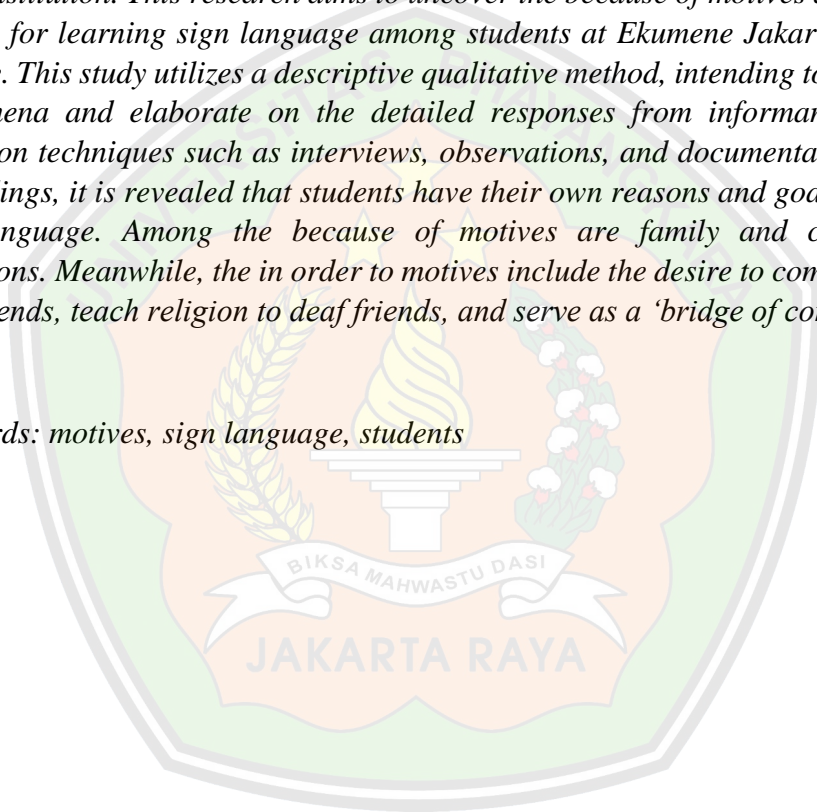 stitution. This research aims to uncover the because of motives
for learning sign language among students at Ekumene Jakar
. This study utilizes a descriptive qualitative method, intending to
mena and elaborate on the detailed responses from informan
on techniques such as interviews, observations, and documenta
dings, it is revealed that students have their own reasons and goa
nguage. Among the because of motives are family and c
ons. Meanwhile, the in order to motives include the desire to com
ends, teach religion to deaf friends, and serve as a ‘bridge of co
rds: motives, sign language, students
UNIVERSITAS BHAYANGKARA
BIKSA MAHWASTU DASI
JAKARTA RAYA